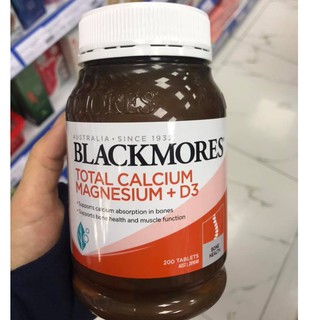 AUSTRALIA • SINCE 1932
BLACKMORES
TOTAL CALCIUM
MAGNESIUM + D3
• Supports calcium absorption in bones
• Supports bone health and muscle function
200 TABLETS
BONE
HEALTH